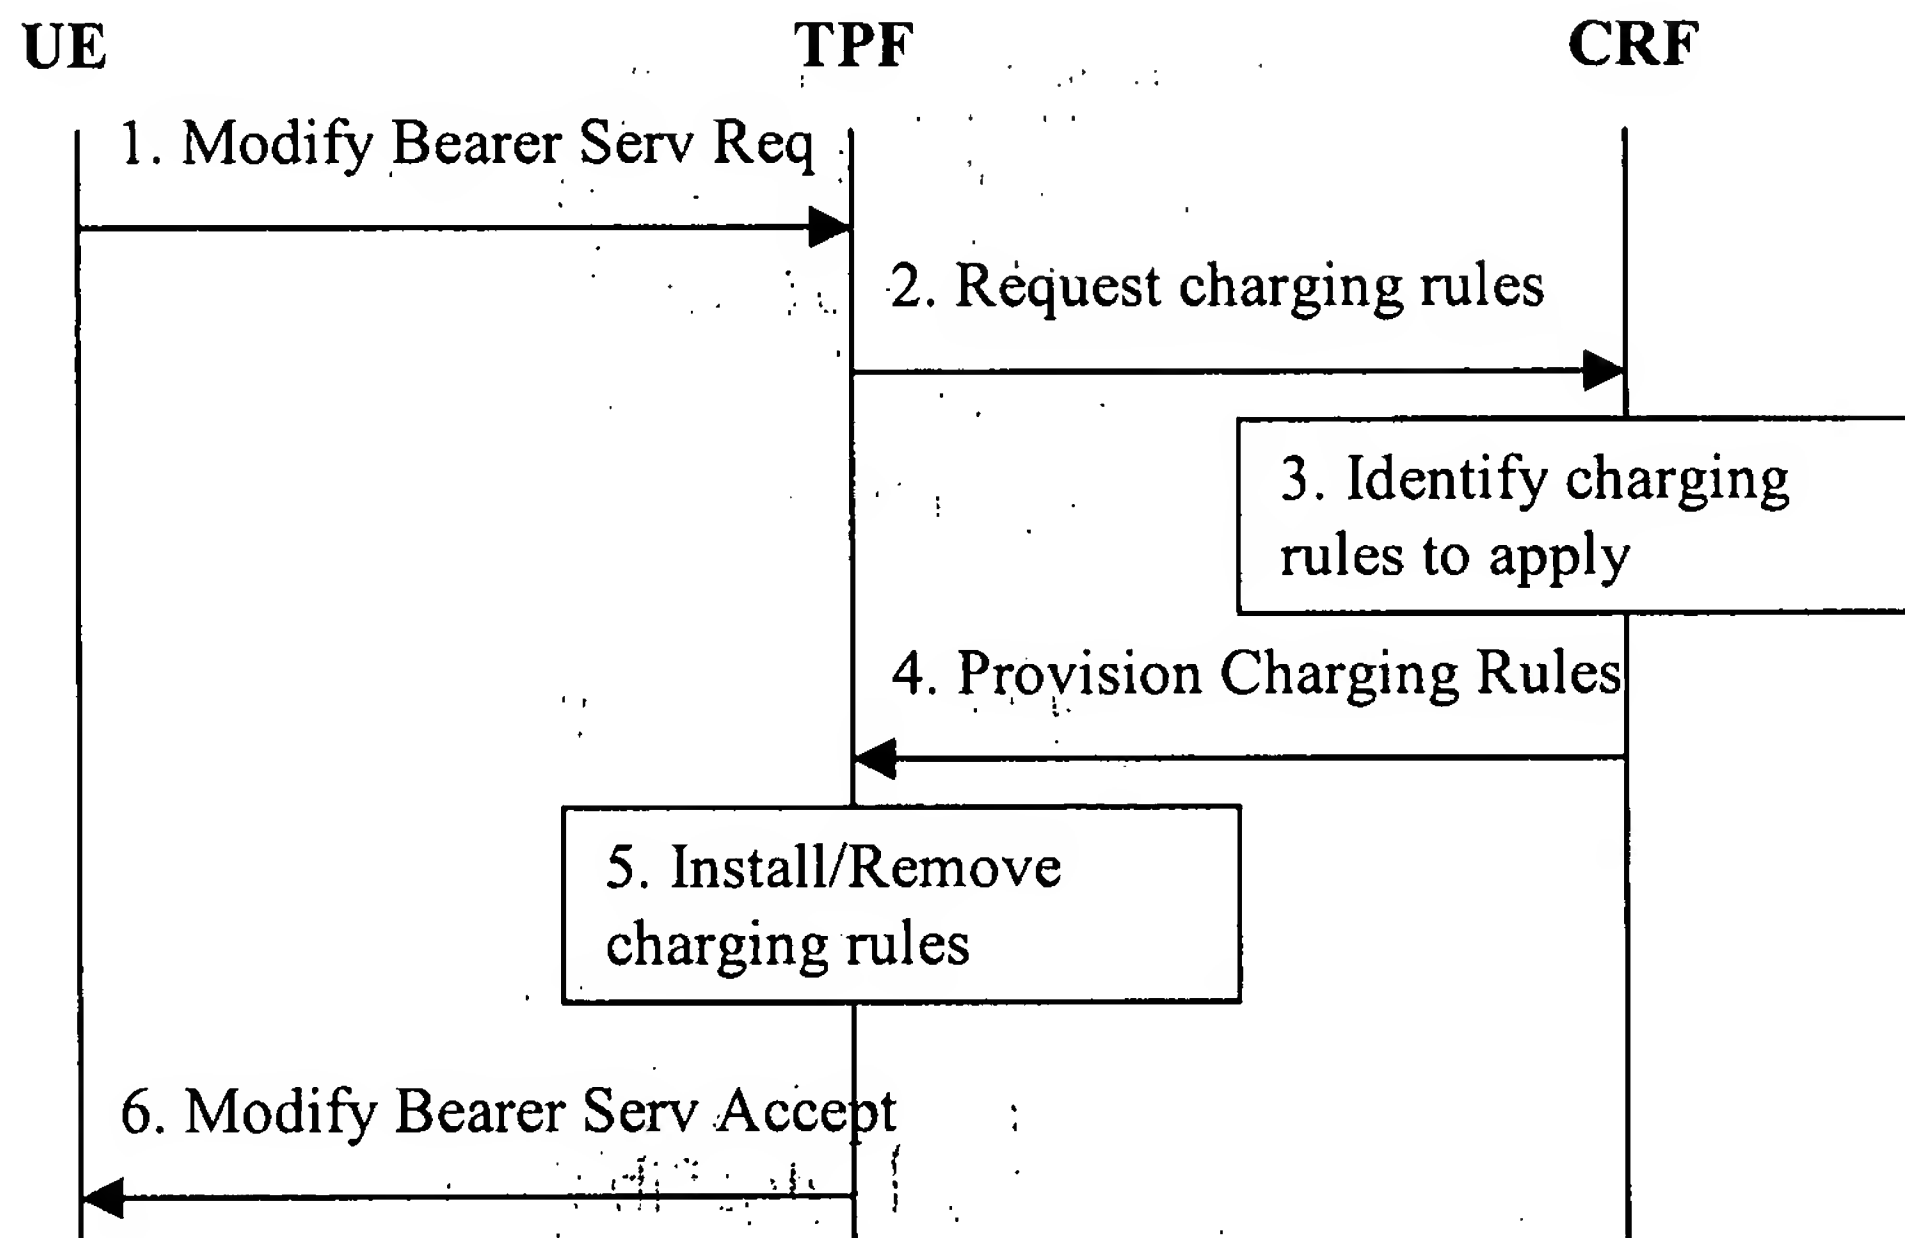 UE TPF CRF
1. Modify Bearer Serv Req
2. Request charging rules
3. Identify charging
rules to apply
4. Provision Charging Rules
5. Install/Remove
charging rules
6. Modify Bearer Serv Accept